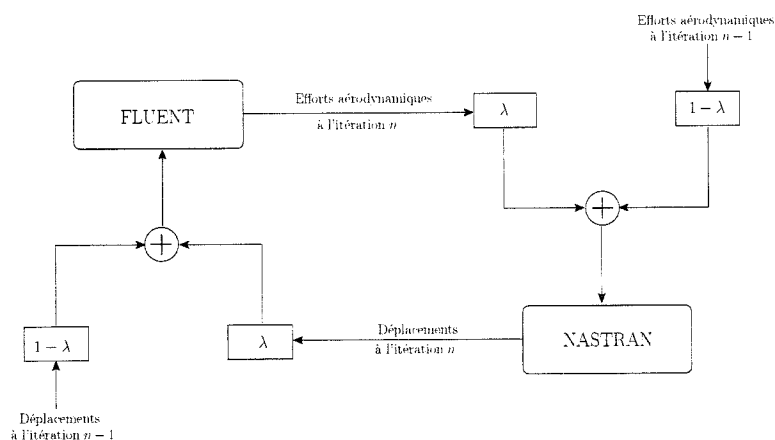 Efforts aérodynamiques
à l'itération n − 1
FLUENT
Efforts aérodynamiques
à l'itération n
λ
1 − λ
+
+
1 − λ
λ
Déplacements
à l'itération n
NASTRAN
Déplacements
à l'itération n − 1